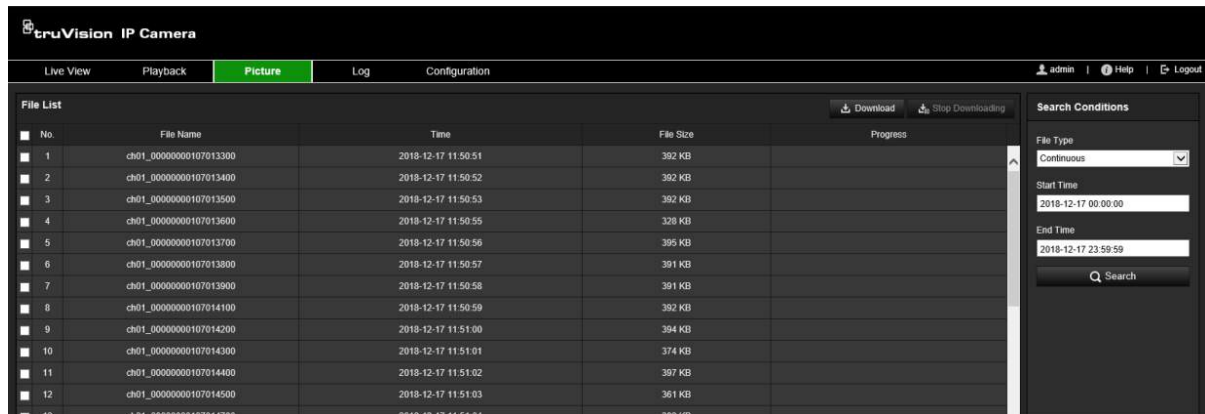 truVision IP Camera
Live View Playback Picture Log Configuration admin | Help | Logout
File List Download Stop Downloading
No. File Name Time File Size Progress
1 ch01_00000000107013300 2018-12-17 11:50:51 392 KB
2 ch01_00000000107013400 2018-12-17 11:50:52 392 KB
3 ch01_00000000107013500 2018-12-17 11:50:53 392 KB
4 ch01_00000000107013600 2018-12-17 11:50:55 328 KB
5 ch01_00000000107013700 2018-12-17 11:50:56 395 KB
6 ch01_00000000107013800 2018-12-17 11:50:57 391 KB
7 ch01_00000000107013900 2018-12-17 11:50:58 391 KB
8 ch01_00000000107014100 2018-12-17 11:50:59 392 KB
9 ch01_00000000107014200 2018-12-17 11:51:00 394 KB
10 ch01_00000000107014300 2018-12-17 11:51:01 374 KB
11 ch01_00000000107014400 2018-12-17 11:51:02 397 KB
12 ch01_00000000107014500 2018-12-17 11:51:03 361 KB
Search Conditions
File Type
Continuous
Start Time
2018-12-17 00:00:00
End Time
2018-12-17 23:59:59
Search